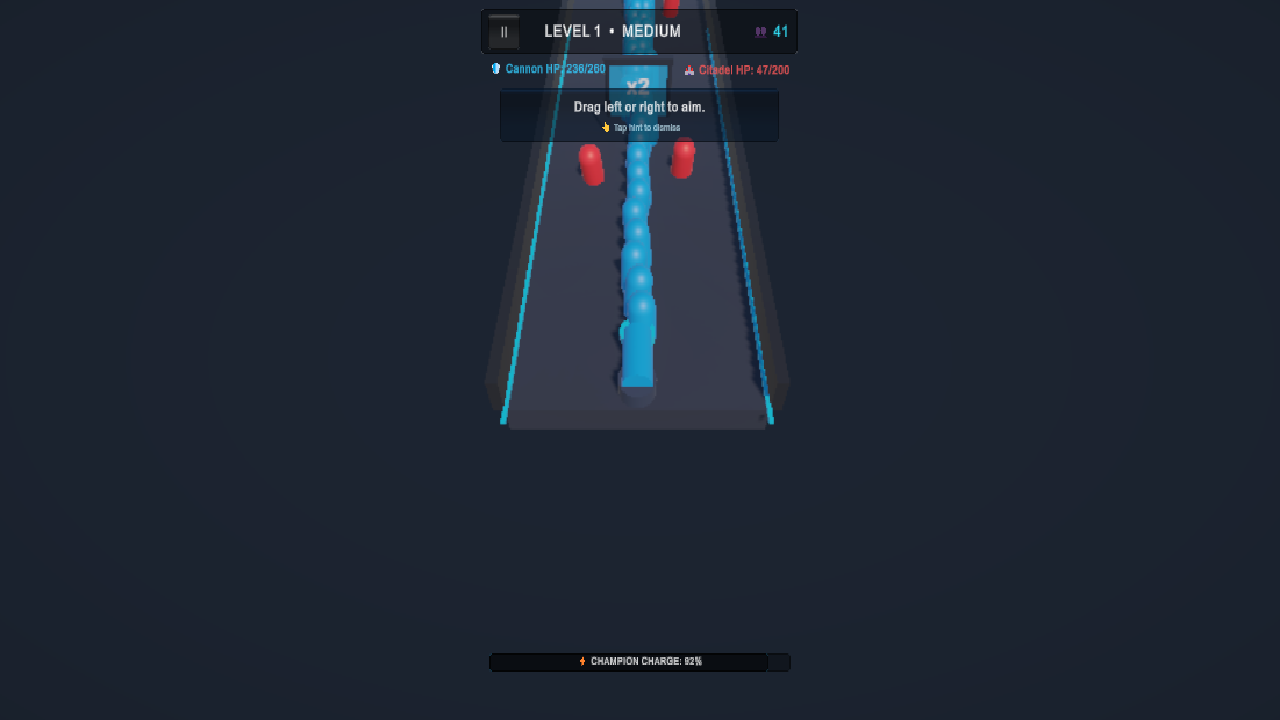 LEVEL 1 • MEDIUM
41
Cannon HP: 236/260
Citadel HP: 47/200
x2
Drag left or right to aim.
Tap hint to dismiss
CHAMPION CHARGE: 92%